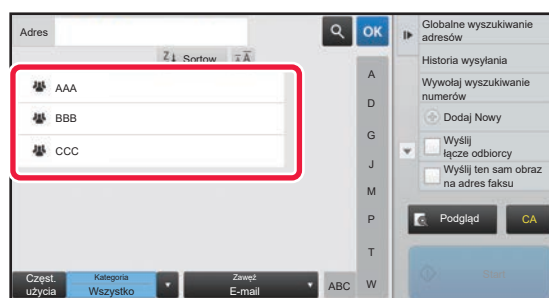 Adres
OK
Z Sortow. A
AAA
BBB
CCC
A
D
G
J
M
P
T
W
ABC
Częst. użycia
Kategoria
Wszystko
Zawęź
E-mail
Globalne wyszukiwanie
adresów
Historia wysyłania
Wywołaj wyszukiwanie
numerów
Dodaj Nowy
Wyślij
łącze odbiorcy
Wyślij ten sam obraz
na adres faksu
Podgląd
CA
Start